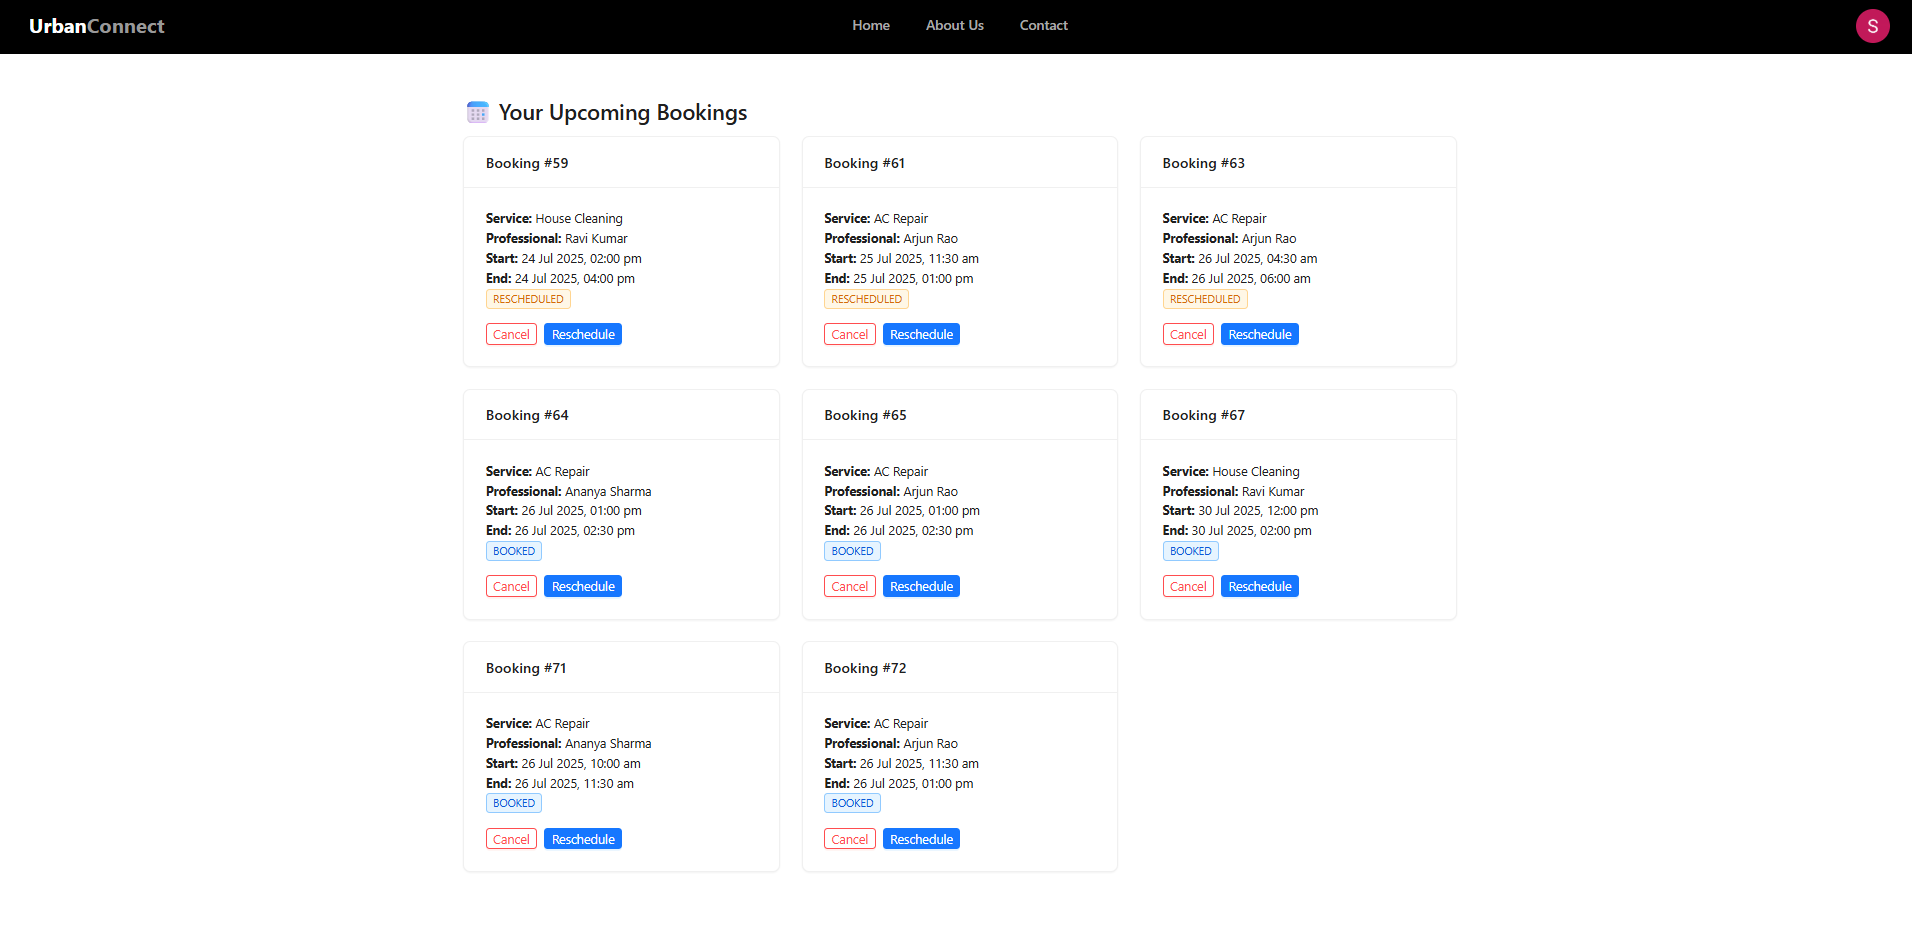 UrbanConnect
Home
About Us
Contact
S
Your Upcoming Bookings
Booking #59
Service: House Cleaning
Professional: Ravi Kumar
Start: 24 Jul 2025, 02:00 pm
End: 24 Jul 2025, 04:00 pm
RESCHEDULED
Cancel
Reschedule
Booking #61
Service: AC Repair
Professional: Arjun Rao
Start: 25 Jul 2025, 11:30 am
End: 25 Jul 2025, 01:00 pm
RESCHEDULED
Cancel
Reschedule
Booking #63
Service: AC Repair
Professional: Arjun Rao
Start: 26 Jul 2025, 04:30 am
End: 26 Jul 2025, 06:00 am
RESCHEDULED
Cancel
Reschedule
Booking #64
Service: AC Repair
Professional: Ananya Sharma
Start: 26 Jul 2025, 01:00 pm
End: 26 Jul 2025, 02:30 pm
BOOKED
Cancel
Reschedule
Booking #65
Service: AC Repair
Professional: Arjun Rao
Start: 26 Jul 2025, 01:00 pm
End: 26 Jul 2025, 02:30 pm
BOOKED
Cancel
Reschedule
Booking #67
Service: House Cleaning
Professional: Ravi Kumar
Start: 30 Jul 2025, 12:00 pm
End: 30 Jul 2025, 02:00 pm
BOOKED
Cancel
Reschedule
Booking #71
Service: AC Repair
Professional: Ananya Sharma
Start: 26 Jul 2025, 10:00 am
End: 26 Jul 2025, 11:30 am
BOOKED
Cancel
Reschedule
Booking #72
Service: AC Repair
Professional: Arjun Rao
Start: 26 Jul 2025, 11:30 am
End: 26 Jul 2025, 01:00 pm
BOOKED
Cancel
Reschedule